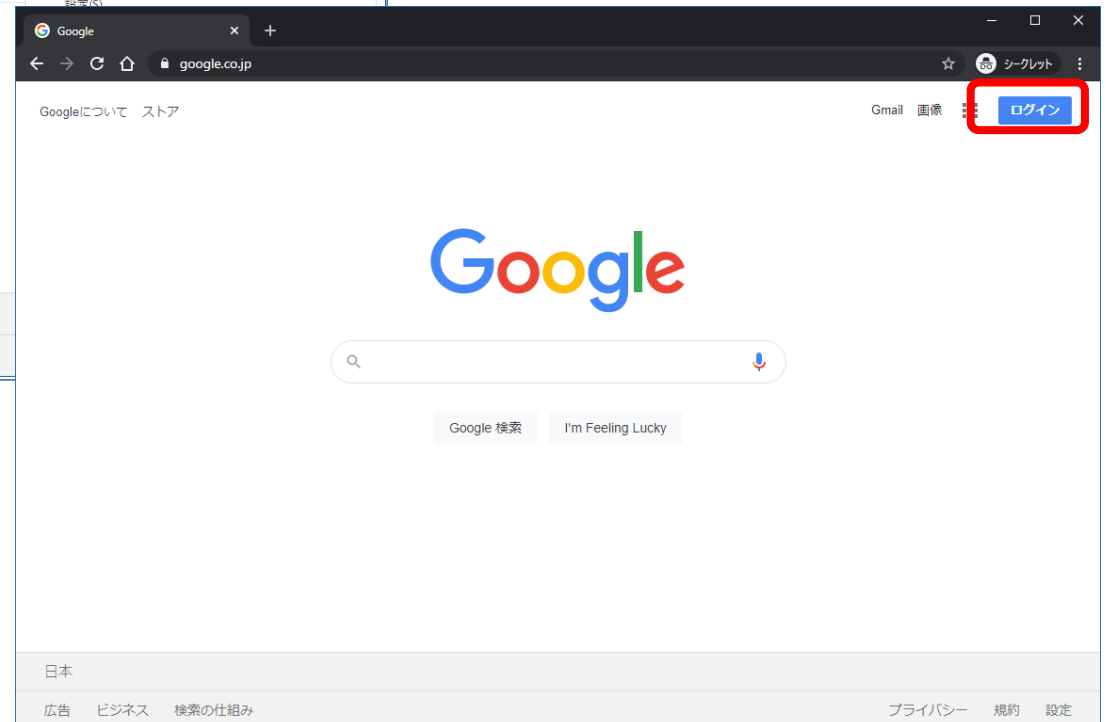 設定(S)
Google
google.co.jp シークレット
Googleについて ストア Gmail 画像 ログイン
Google
Google 検索 I'm Feeling Lucky
日本
広告 ビジネス 検索の仕組み プライバシー 規約 設定